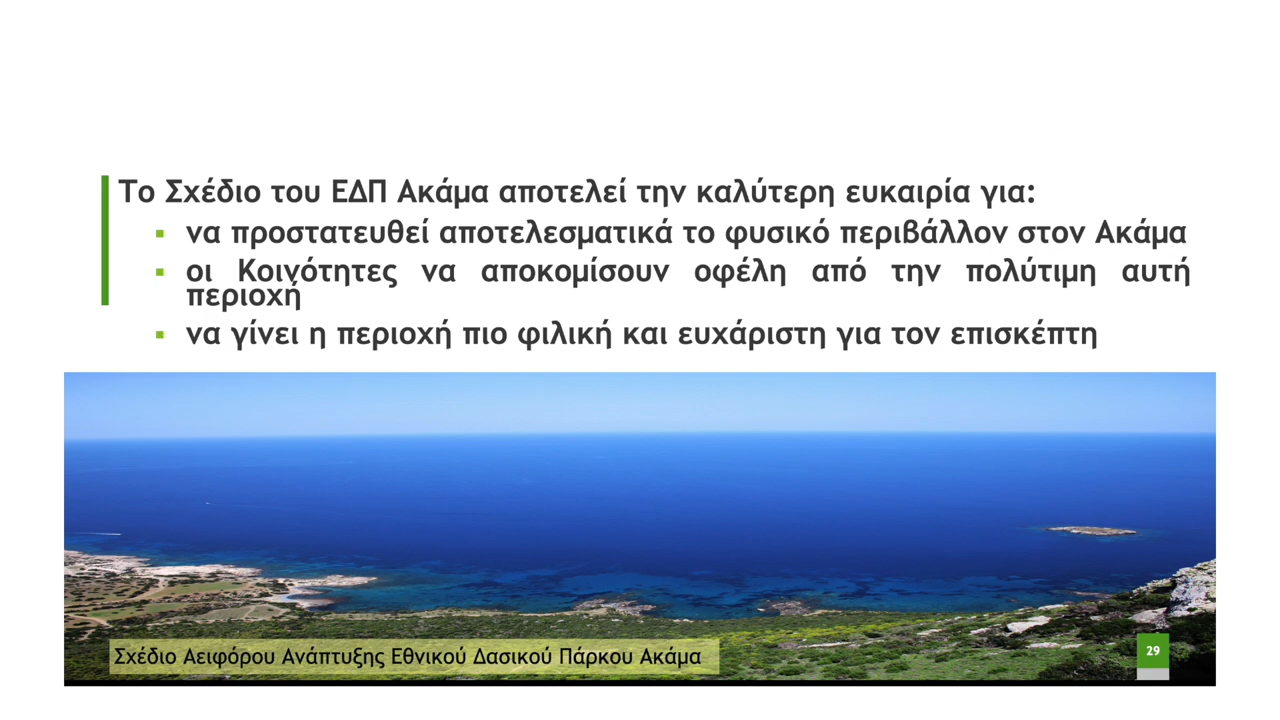 Το Σχέδιο του ΕΔΠ Ακάμα αποτελεί την καλύτερη ευκαιρία για:
▪ να προστατευθεί αποτελεσματικά το φυσικό περιβάλλον στον Ακάμα
▪ οι Κοινότητες να αποκομίσουν οφέλη από την πολύτιμη αυτή
περιοχή
▪ να γίνει η περιοχή πιο φιλική και ευχάριστη για τον επισκέπτη
Σχέδιο Αειφόρου Ανάπτυξης Εθνικού Δασικού Πάρκου Ακάμα
29